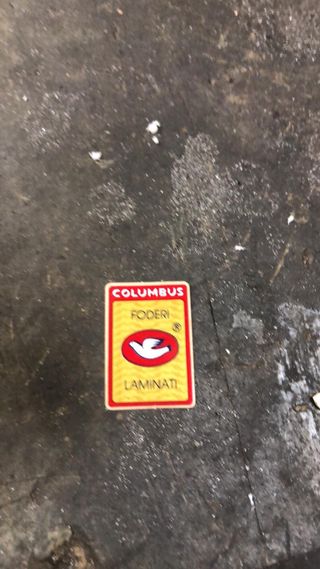 COLUMBUS
FODERI
®
LAMINATI